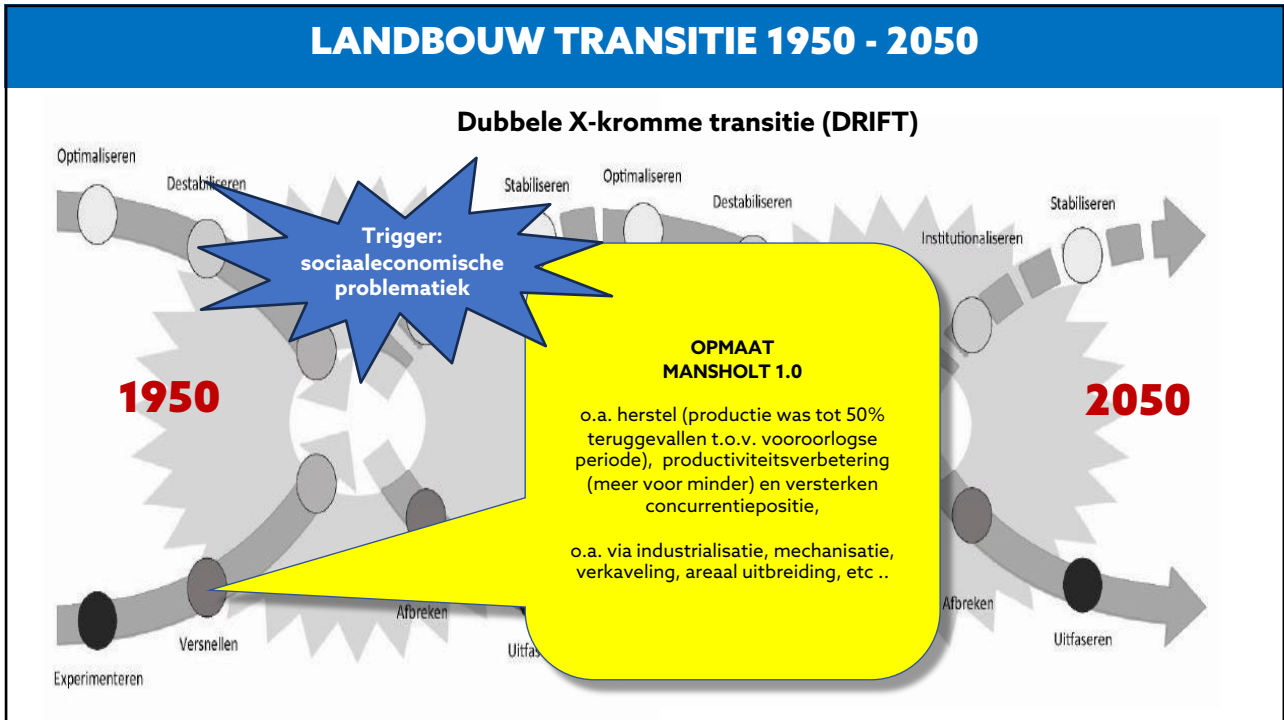 LANDBOUW TRANSITIE 1950 - 2050
Dubbele X-kromme transitie (DRIFT)
Optimaliseren
Destabiliseren
Stabiliseren
Optimaliseren
Destabiliseren
Institutionaliseren
Stabiliseren
Trigger:
sociaaleconomische
problematiek
1950
2050
OPMAAT
MANSHOLT 1.0
o.a. herstel (productie was tot 50%
teruggevallen t.o.v. vooroorlogse
periode), productiviteitsverbetering
(meer voor minder) en versterken
concurrentiepositie,
o.a. via industrialisatie, mechanisatie,
verkaveling, areaal uitbreiding, etc ..
Experimenteren
Versnellen
Afbreken
Uitfas
Afbreken
Uitfaseren